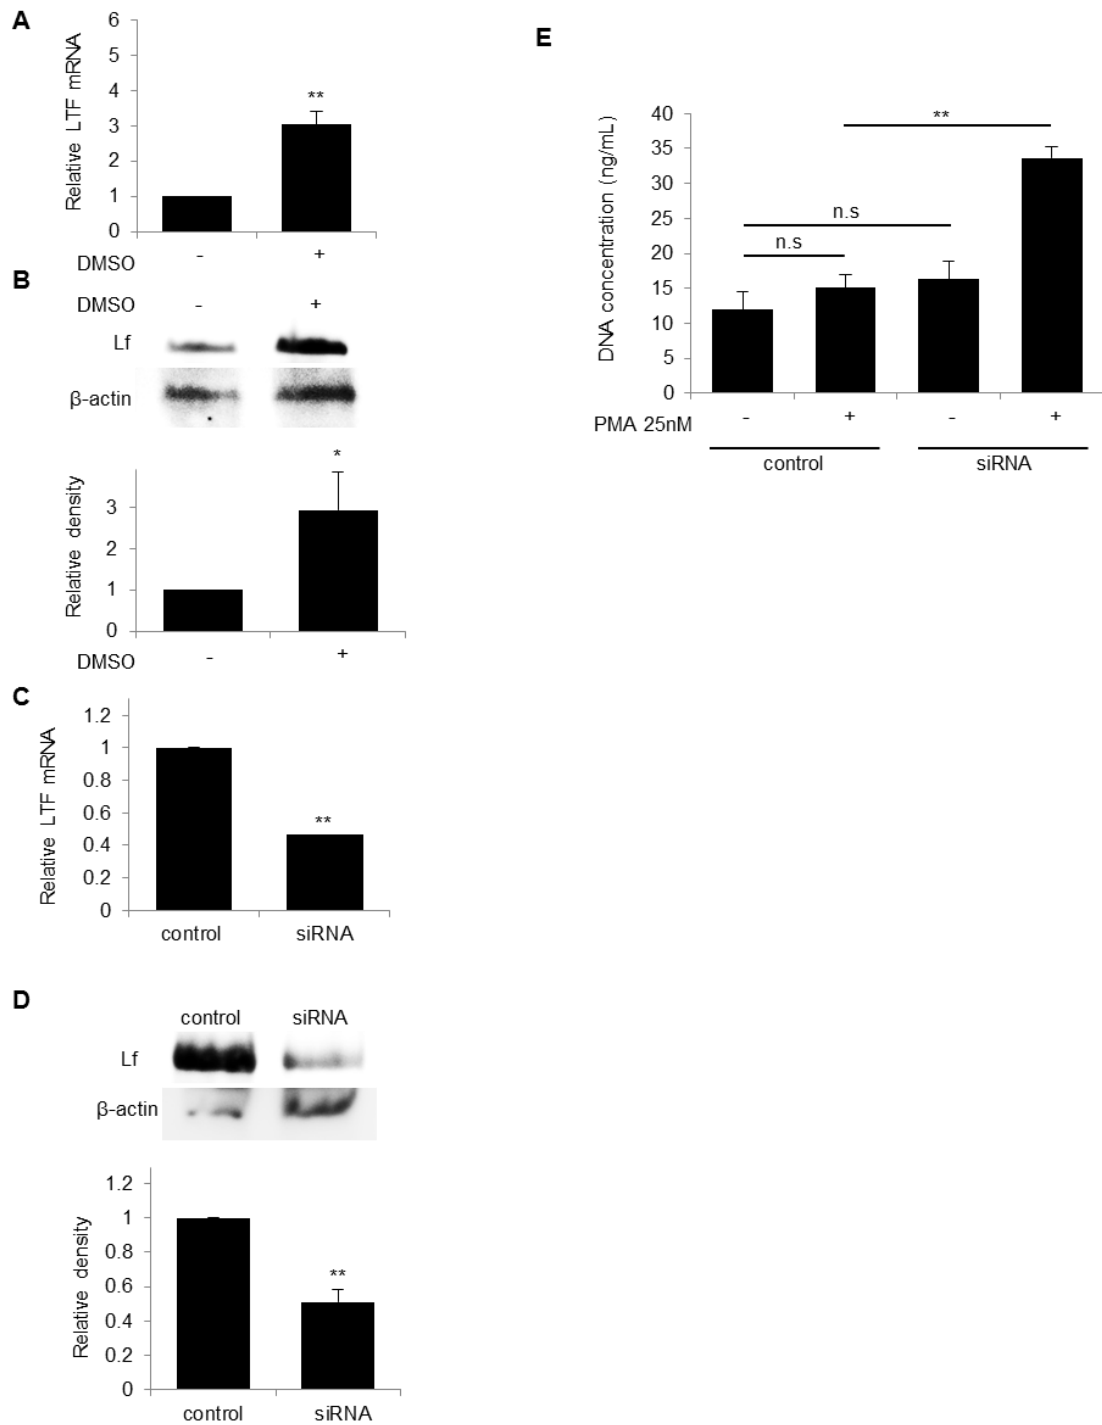 A
Relative LTF mRNA
6
5
4
3
2
1
0
**
DMSO - +
B
DMSO - +
Lf
β-actin
Relative density
3
2
1
0
*
DMSO - +
C
Relative LTF mRNA
1.2
1
0.8
0.6
0.4
0.2
0
**
control siRNA
D
control siRNA
Lf
β-actin
Relative density
1.2
1
0.8
0.6
0.4
0.2
0
**
control siRNA
E
DNA concentration (ng/mL)
40
35
30
25
20
15
10
5
0
**
n.s
n.s
PMA 25nM - + - +
control siRNA